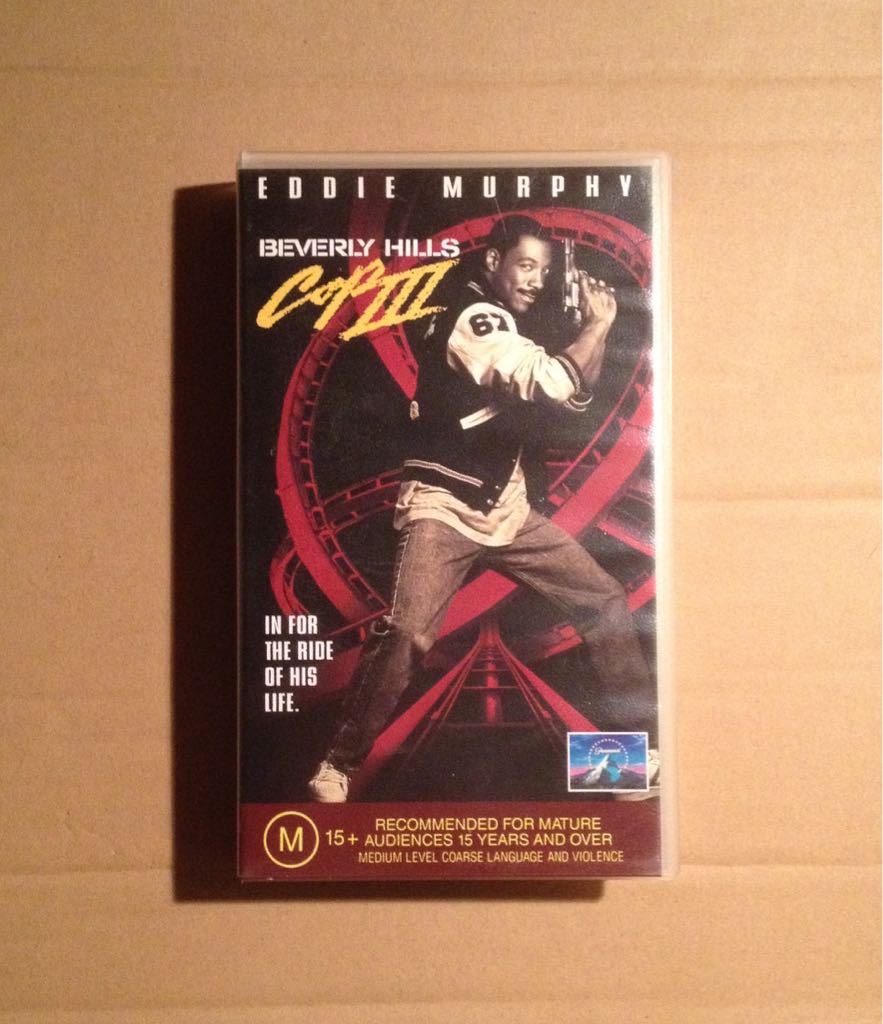 EDDIE MURPHY
BEVERLY HILLS
COP III
67
IN FOR
THE RIDE
OF HIS
LIFE.
Paramount
M 15+ RECOMMENDED FOR MATURE
AUDIENCES 15 YEARS AND OVER
MEDIUM LEVEL COARSE LANGUAGE AND VIOLENCE